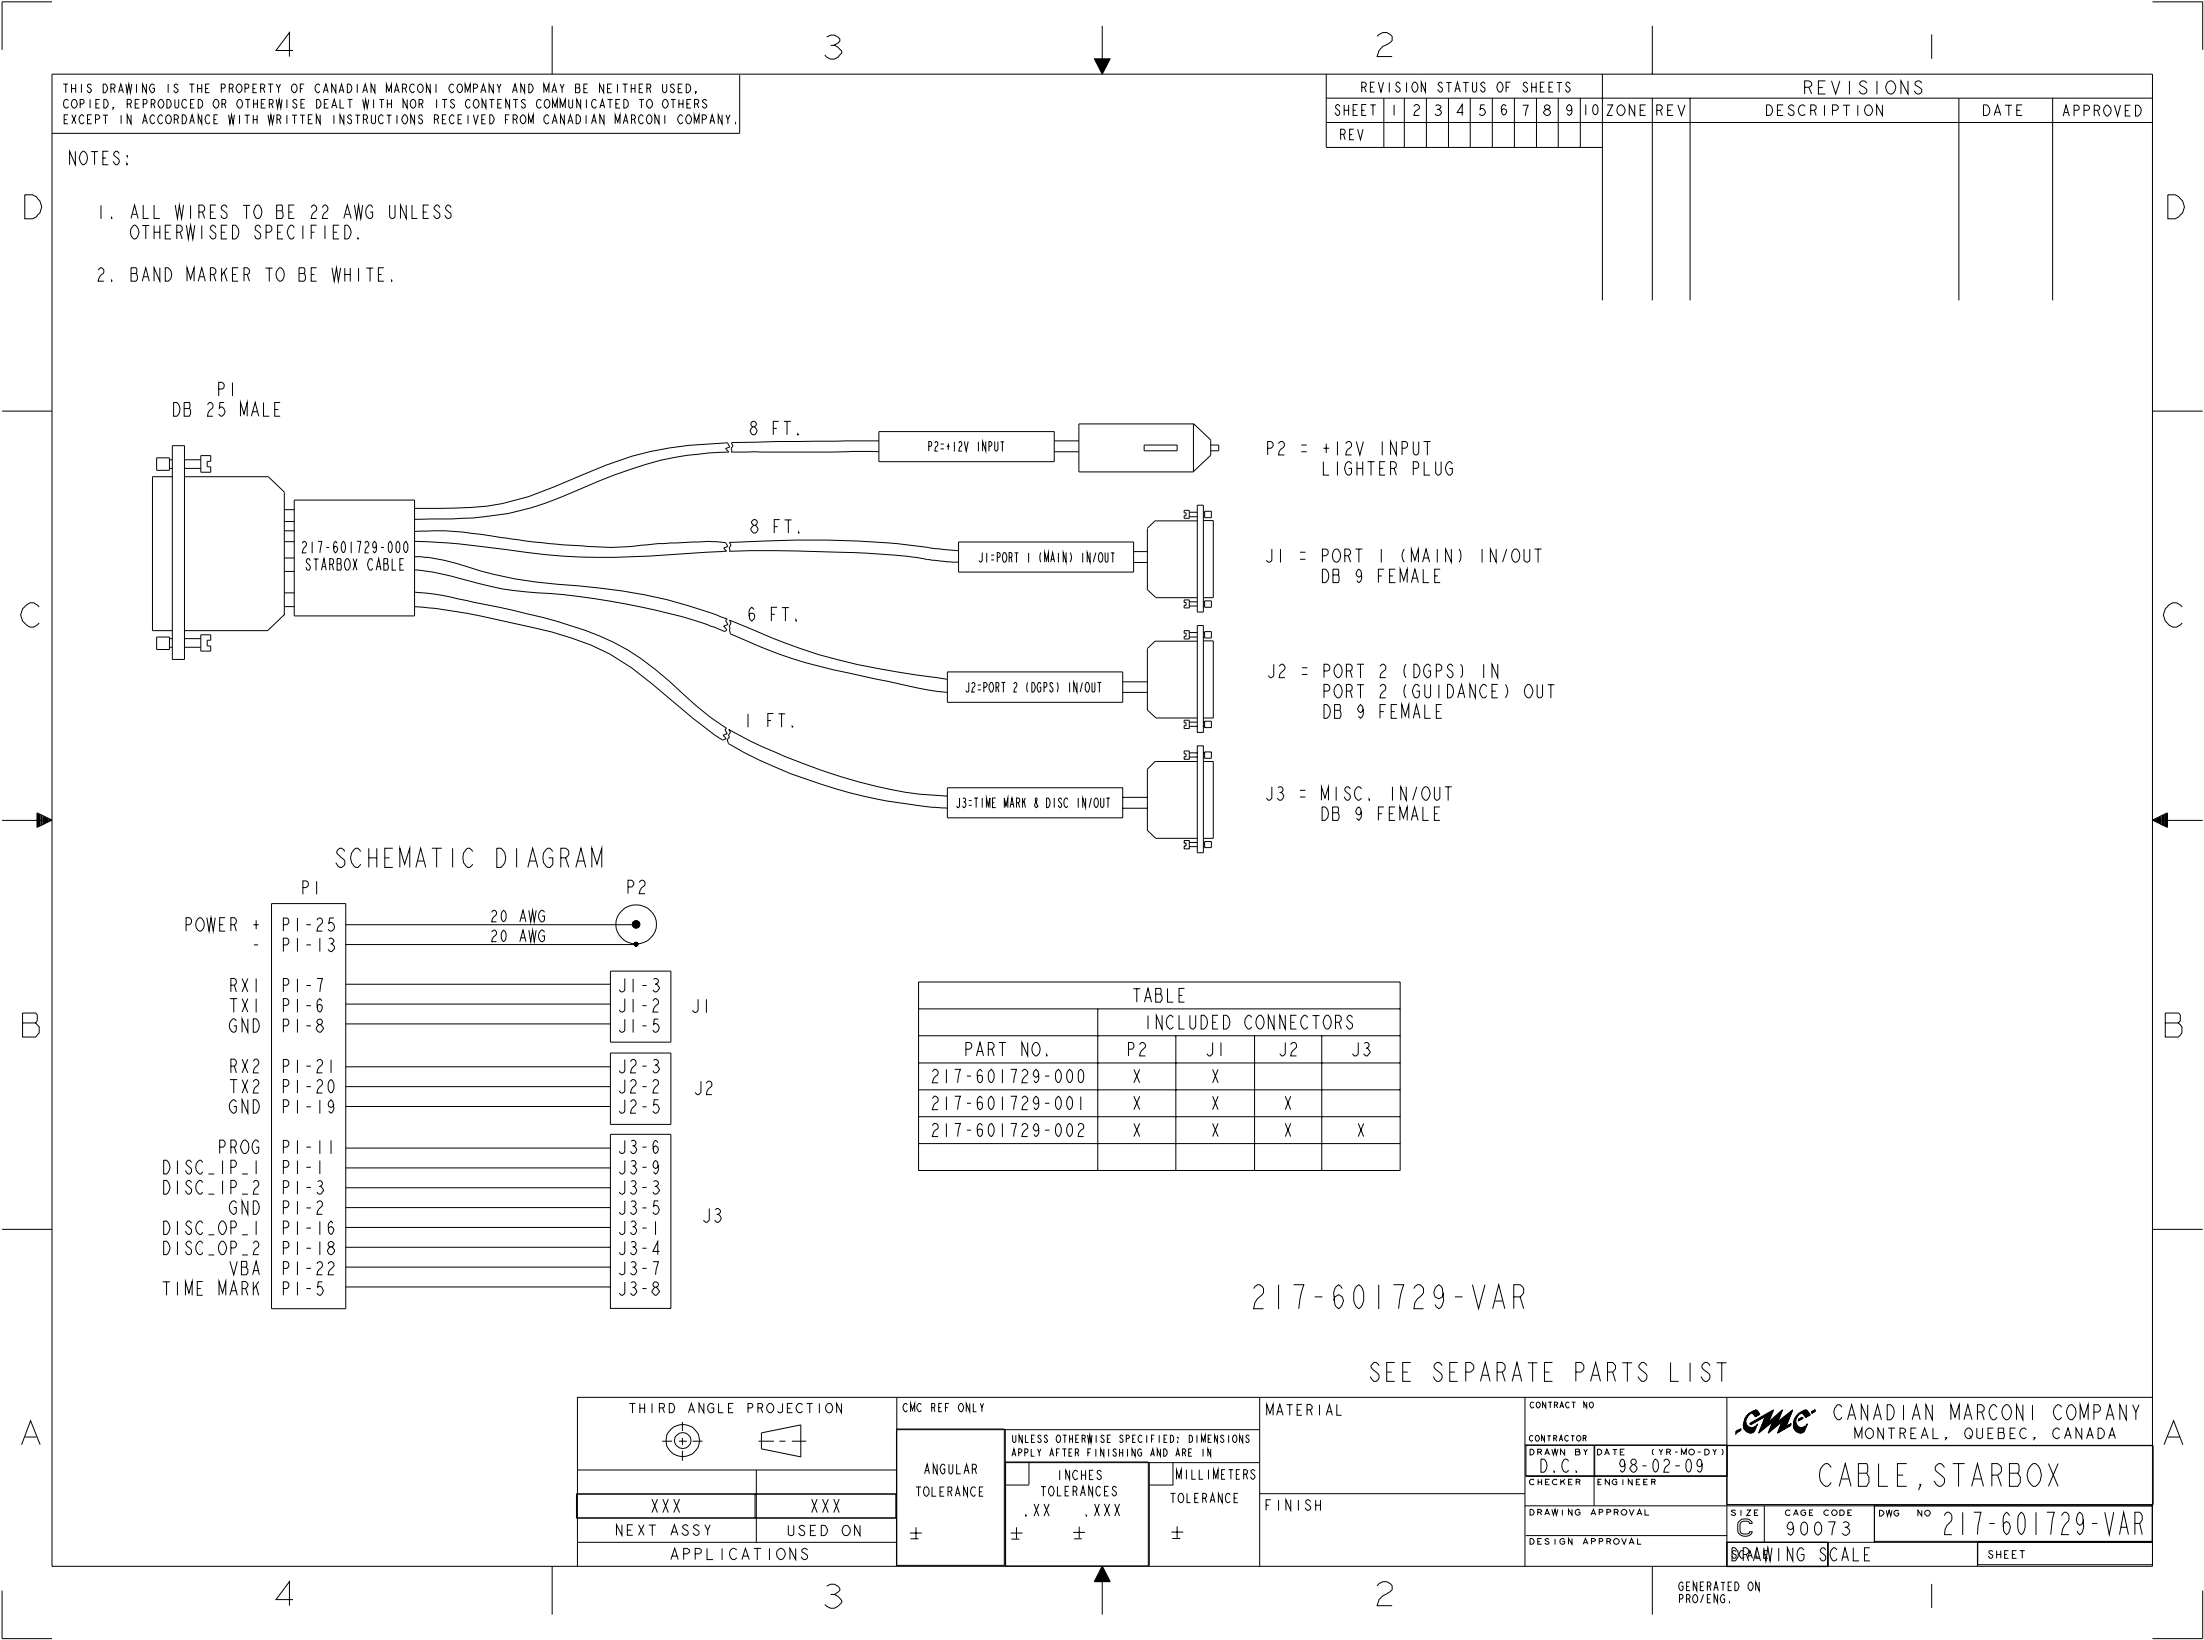 4 3 2 1
THIS DRAWING IS THE PROPERTY OF CANADIAN MARCONI COMPANY AND MAY BE NEITHER USED,
COPIED, REPRODUCED OR OTHERWISE DEALT WITH NOR ITS CONTENTS COMMUNICATED TO OTHERS
EXCEPT IN ACCORDANCE WITH WRITTEN INSTRUCTIONS RECEIVED FROM CANADIAN MARCONI COMPANY.
REVISION STATUS OF SHEETS
SHEET 1 2 3 4 5 6 7 8 9 10
REV
REVISIONS
ZONE REV DESCRIPTION DATE APPROVED
NOTES:
D D
1. ALL WIRES TO BE 22 AWG UNLESS
OTHERWISED SPECIFIED.
2. BAND MARKER TO BE WHITE.
P1
DB 25 MALE
217-601729-000
STARBOX CABLE
8 FT.
P2=+12V INPUT
P2 = +12V INPUT
LIGHTER PLUG
8 FT.
J1=PORT 1 (MAIN) IN/OUT
J1 = PORT 1 (MAIN) IN/OUT
DB 9 FEMALE
C C
6 FT.
J2=PORT 2 (DGPS) IN/OUT
J2 = PORT 2 (DGPS) IN
PORT 2 (GUIDANCE) OUT
DB 9 FEMALE
1 FT.
J3=TIME MARK & DISC IN/OUT
J3 = MISC. IN/OUT
DB 9 FEMALE
SCHEMATIC DIAGRAM
P1 P2
POWER + P1-25 20 AWG
- P1-13 20 AWG
RX1 P1-7 J1-3
TX1 P1-6 J1-2 J1
GND P1-8 J1-5
B B
RX2 P1-21 J2-3
TX2 P1-20 J2-2 J2
GND P1-19 J2-5
PROG P1-11 J3-6
DISC_IP_1 P1-1 J3-9
DISC_IP_2 P1-3 J3-3
GND P1-2 J3-5
J3
DISC_OP_1 P1-16 J3-1
DISC_OP_2 P1-18 J3-4
VBA P1-22 J3-7
TIME MARK P1-5 J3-8
TABLE
INCLUDED CONNECTORS
PART NO. P2 J1 J2 J3
217-601729-000 X X
217-601729-001 X X X
217-601729-002 X X X X
217-601729-VAR
SEE SEPARATE PARTS LIST
A A
THIRD ANGLE PROJECTION
XXX XXX
NEXT ASSY USED ON
APPLICATIONS
CMC REF ONLY
ANGULAR
TOLERANCE
±
UNLESS OTHERWISE SPECIFIED: DIMENSIONS
APPLY AFTER FINISHING AND ARE IN
INCHES
TOLERANCES
.XX .XXX
± ±
MILLIMETERS
TOLERANCE
±
MATERIAL
FINISH
CONTRACT NO
CONTRACTOR
DRAWN BY DATE (YR-MO-DY)
D.C. 98-02-09
CHECKER ENGINEER
DRAWING APPROVAL
DESIGN APPROVAL
CMC
CANADIAN MARCONI COMPANY
MONTREAL, QUEBEC, CANADA
CABLE,STARBOX
SIZE CAGE CODE DWG NO
C 90073 217-601729-VAR
SCALE DRAWING SCALE SHEET
GENERATED ON
PRO/ENG.
4 3 2 1